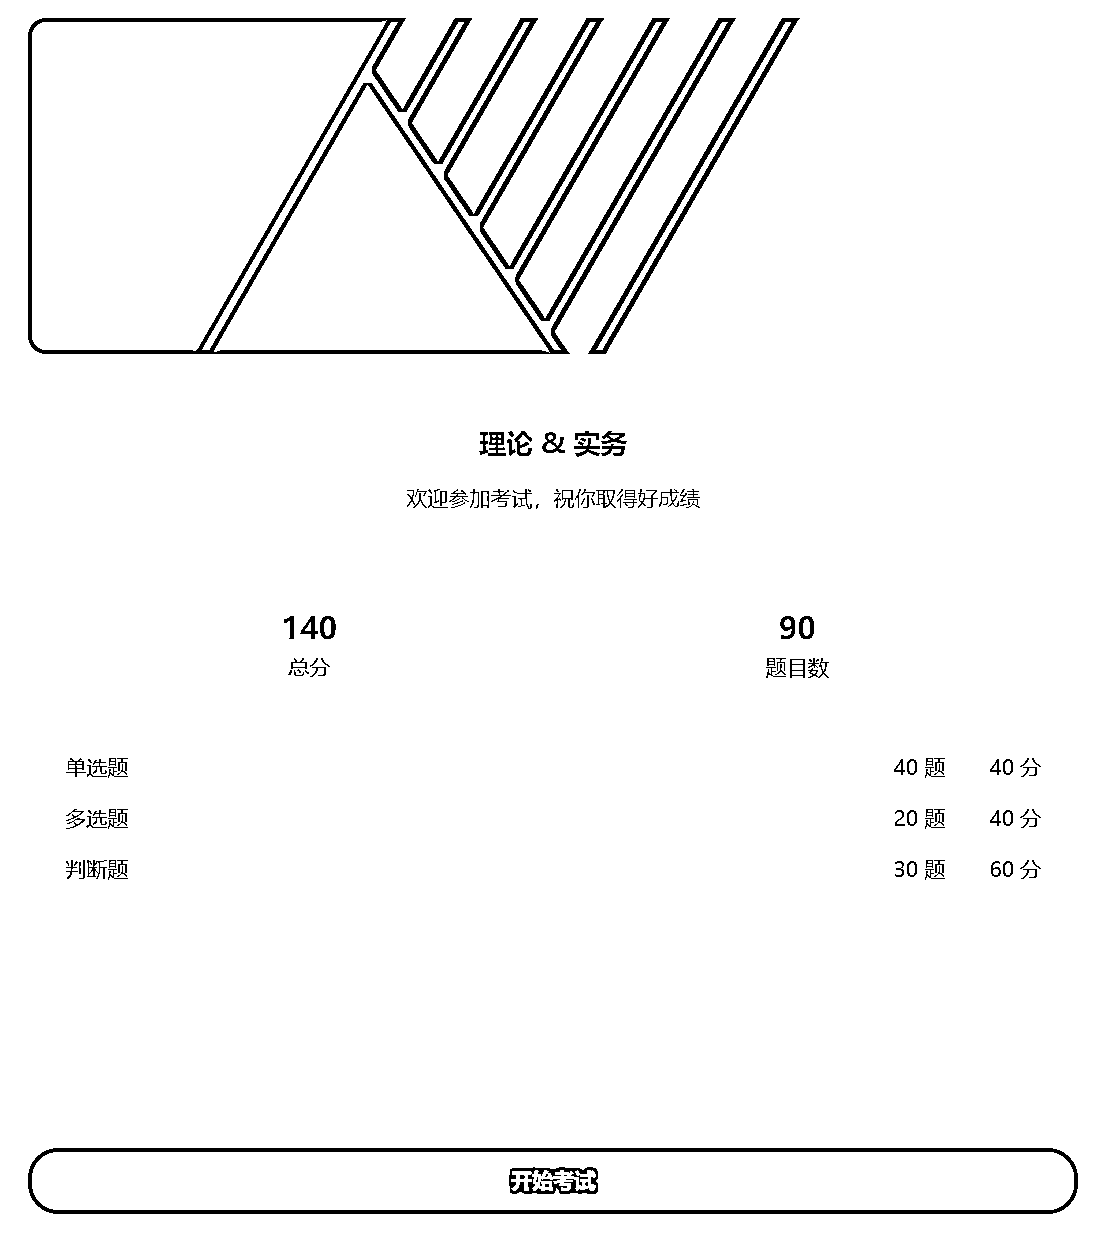 理论 & 实务
欢迎参加考试，祝你取得好成绩
140 90
总分 题目数
单选题 40 题 40 分
多选题 20 题 40 分
判断题 30 题 60 分
开始考试